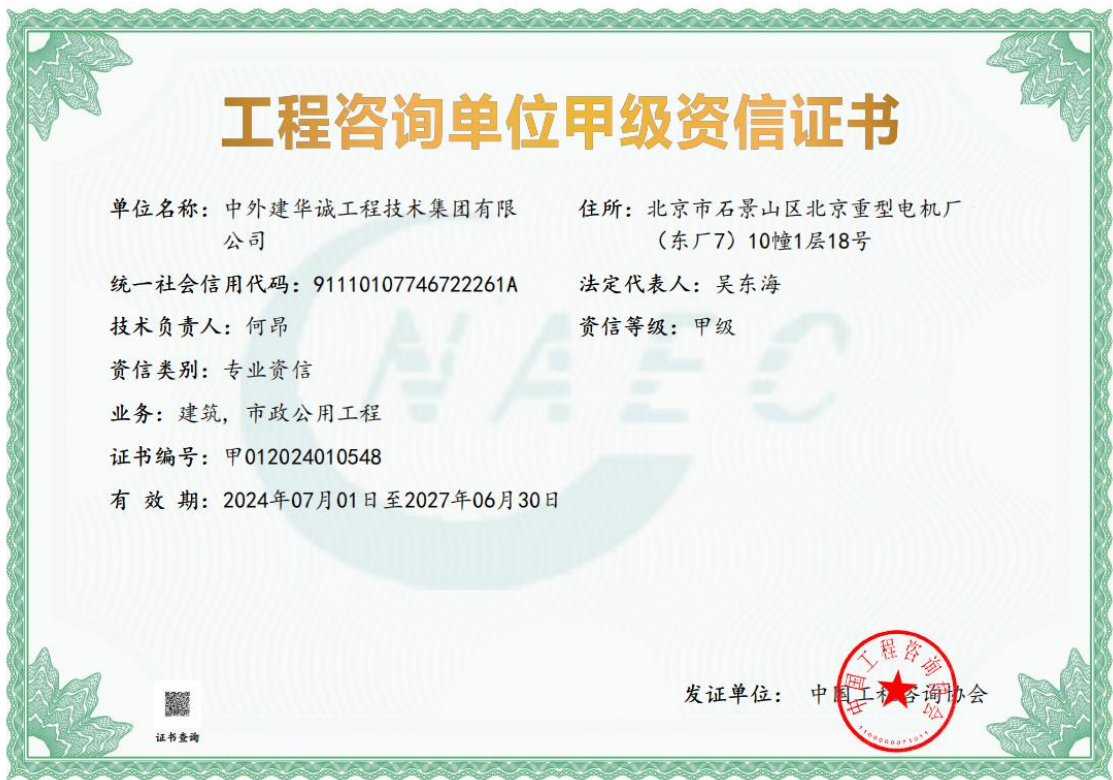 工程咨询单位甲级资信证书
单位名称：中外建华诚工程技术集团有限
公司
住所：北京市石景山区北京重型电机厂
（东厂7）10幢1层18号
统一社会信用代码：91110107746722261A
法定代表人：吴东海
技术负责人：何昂
资信等级：甲级
资信类别：专业资信
业务：建筑，市政公用工程
证书编号：甲012024010548
有 效 期：2024年07月01日至2027年06月30日
CNAEC
中国工程咨询协会
发证单位： 中国工程咨询协会
证书查询